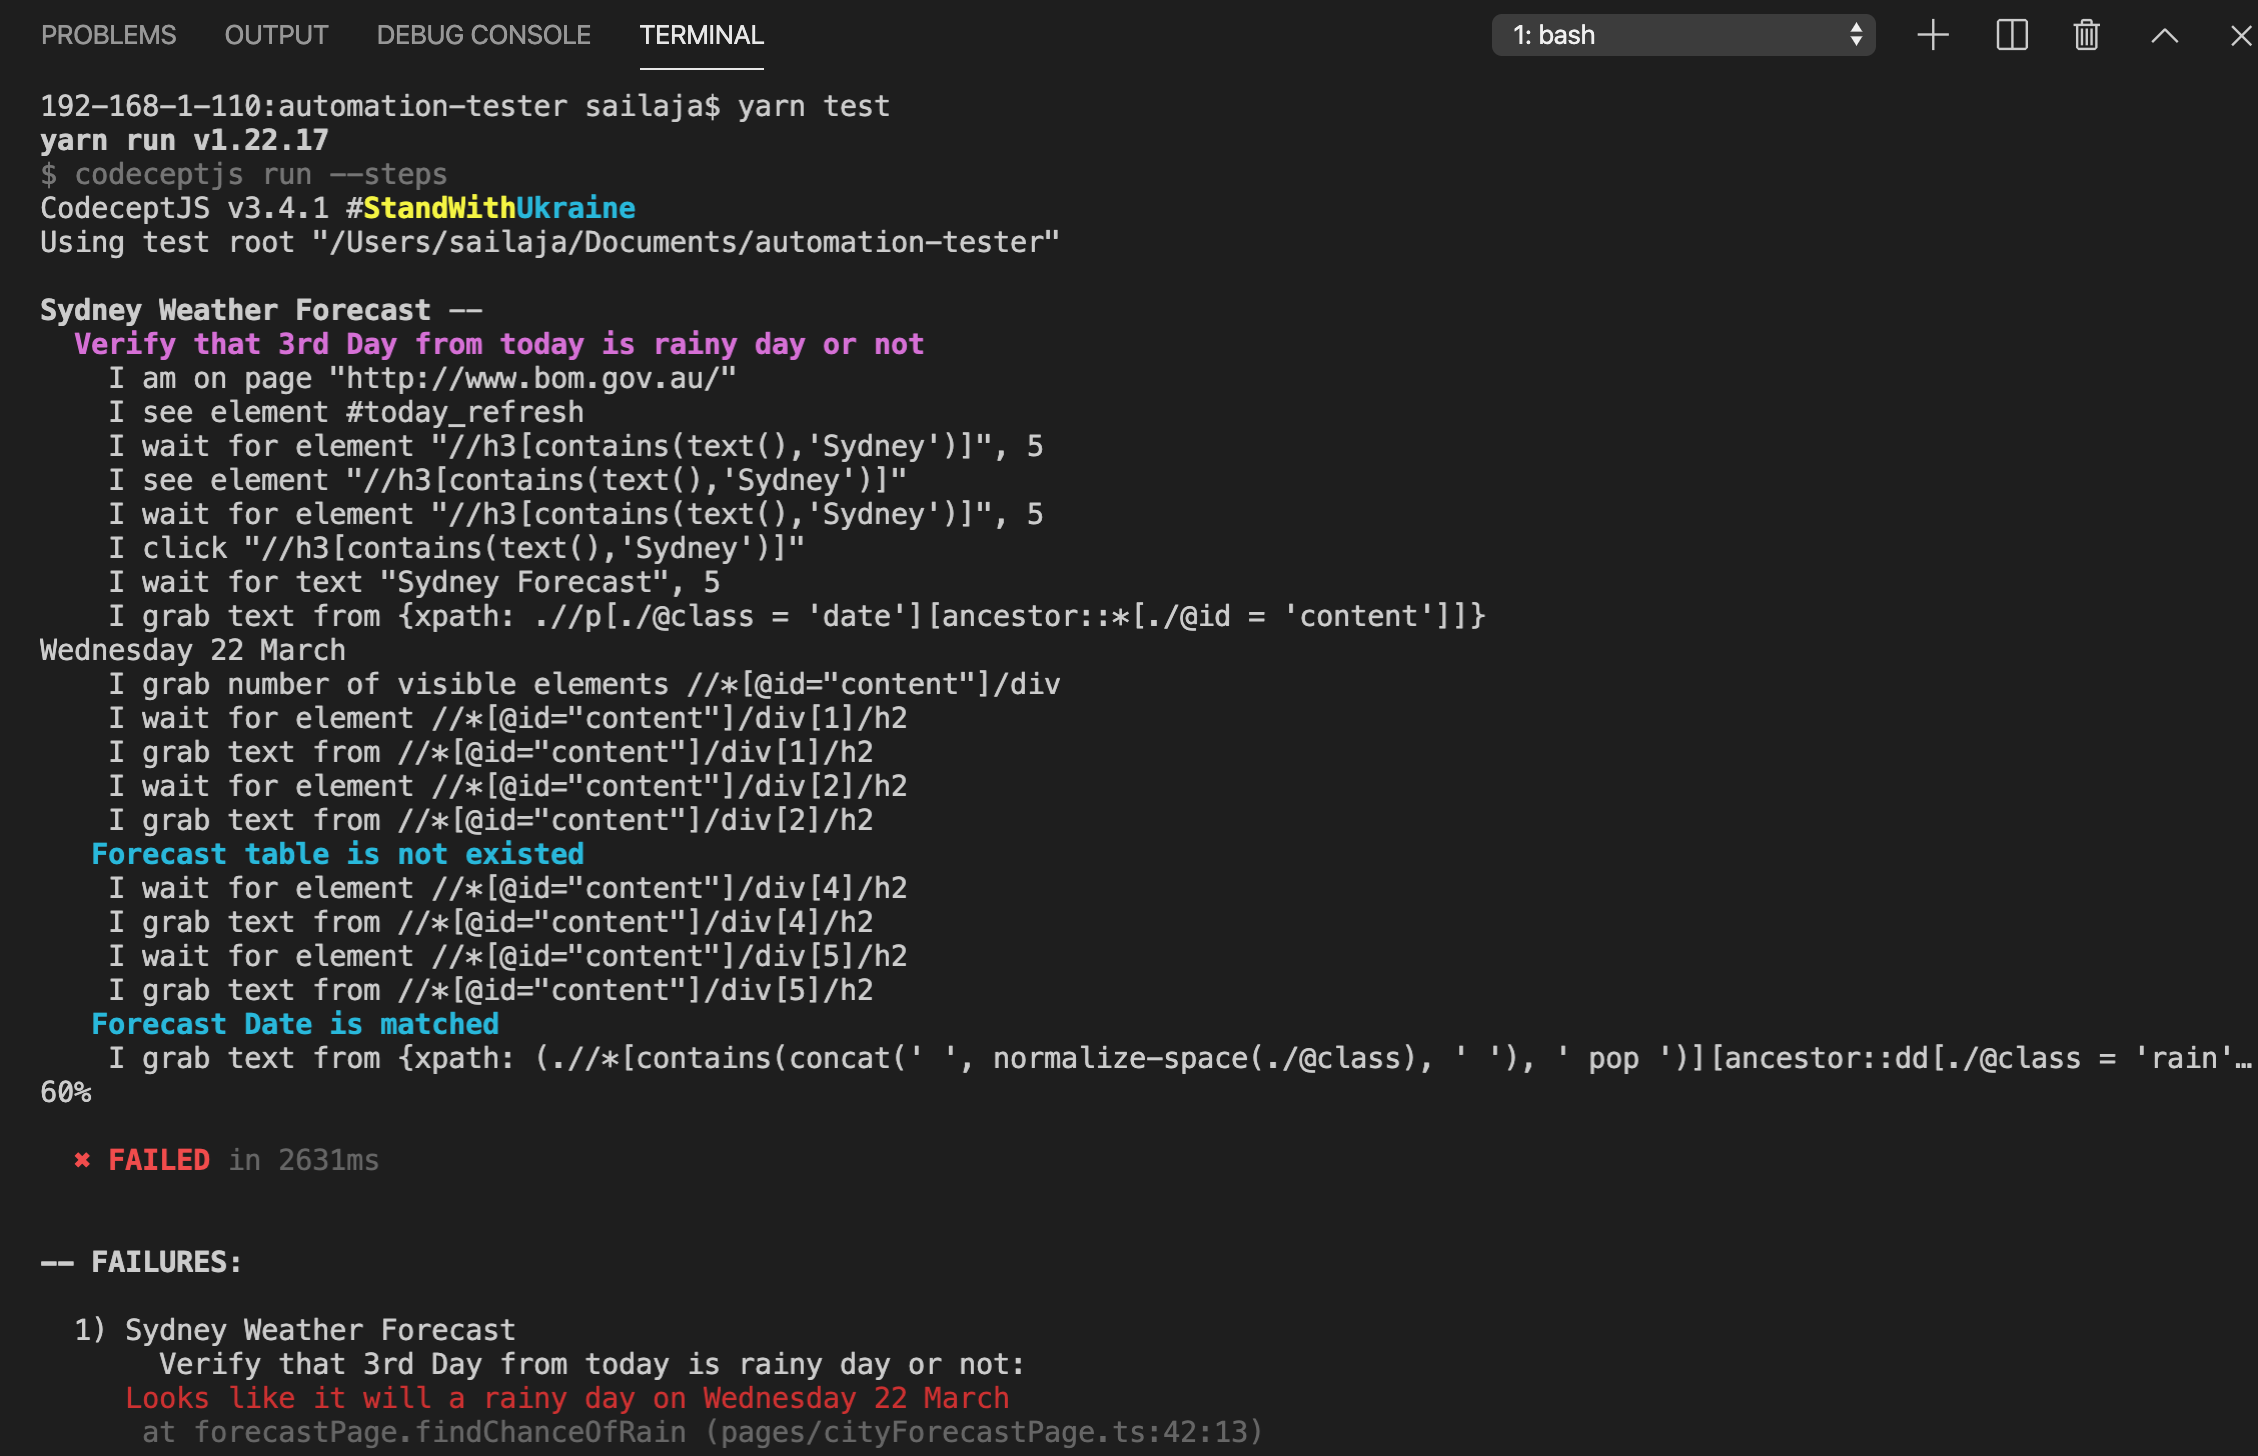 PROBLEMS OUTPUT DEBUG CONSOLE TERMINAL 1: bash
192-168-1-110:automation-tester sailaja$ yarn test
yarn run v1.22.17
$ codeceptjs run --steps
CodeceptJS v3.4.1 #StandWithUkraine
Using test root "/Users/sailaja/Documents/automation-tester"
Sydney Weather Forecast --
Verify that 3rd Day from today is rainy day or not
I am on page "http://www.bom.gov.au/"
I see element #today_refresh
I wait for element "//h3[contains(text(),'Sydney')]", 5
I see element "//h3[contains(text(),'Sydney')]"
I wait for element "//h3[contains(text(),'Sydney')]", 5
I click "//h3[contains(text(),'Sydney')]"
I wait for text "Sydney Forecast", 5
I grab text from {xpath: .//p[./@class = 'date'][ancestor::*[./@id = 'content']]}
Wednesday 22 March
I grab number of visible elements //*[@id="content"]/div
I wait for element //*[@id="content"]/div[1]/h2
I grab text from //*[@id="content"]/div[1]/h2
I wait for element //*[@id="content"]/div[2]/h2
I grab text from //*[@id="content"]/div[2]/h2
Forecast table is not existed
I wait for element //*[@id="content"]/div[4]/h2
I grab text from //*[@id="content"]/div[4]/h2
I wait for element //*[@id="content"]/div[5]/h2
I grab text from //*[@id="content"]/div[5]/h2
Forecast Date is matched
I grab text from {xpath: (.//*[contains(concat(' ', normalize-space(./@class), ' '), ' pop ')][ancestor::dd[./@class = 'rain'…
60%
✖ FAILED in 2631ms
-- FAILURES:
1) Sydney Weather Forecast
Verify that 3rd Day from today is rainy day or not:
Looks like it will a rainy day on Wednesday 22 March
at forecastPage.findChanceOfRain (pages/cityForecastPage.ts:42:13)